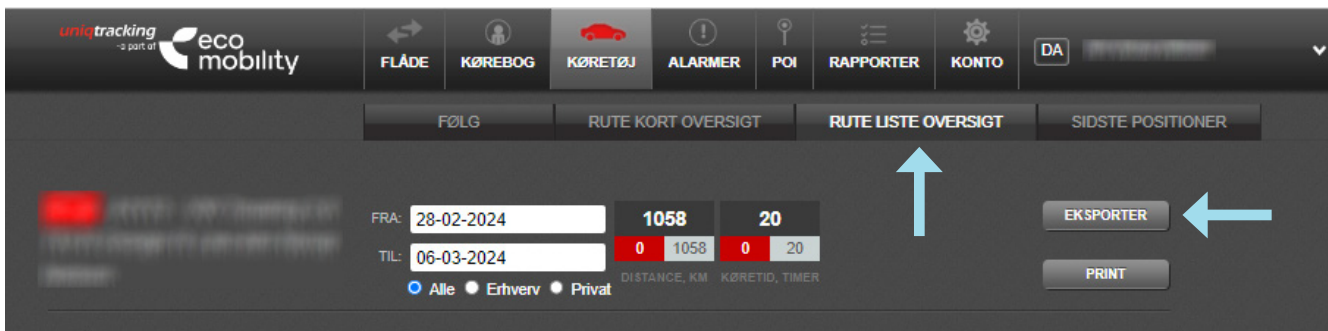 uniqtracking
-a part of
eco
mobility
FLÅDE KØREBOG KØRETØJ ALARMER POI RAPPORTER KONTO DA
FØLG RUTE KORT OVERSIGT RUTE LISTE OVERSIGT SIDSTE POSITIONER
FRA: 28-02-2024 1058 20 EKSPORTER
0 1058 0 20
TIL: 06-03-2024
DISTANCE, KM KØRETID, TIMER PRINT
Alle Erhverv Privat